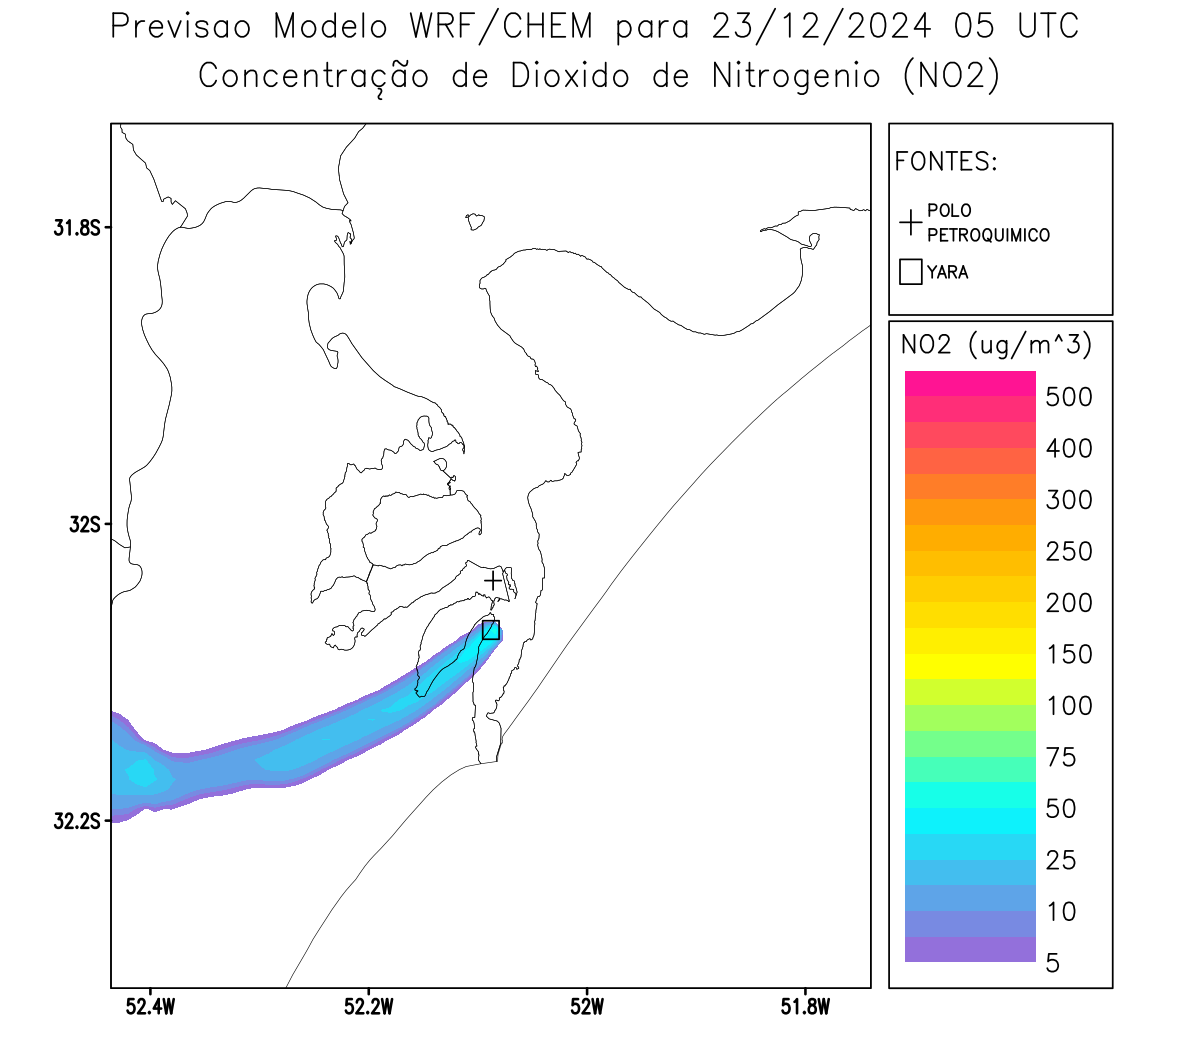 Previsao Modelo WRF/CHEM para 23/12/2024 05 UTC
Concentração de Dioxido de Nitrogenio (NO2)
FONTES:
POLO
PETROQUIMICO
YARA
NO2 (ug/m^3)
500
400
300
250
200
150
100
75
50
25
10
5
31.8S
32S
32.2S
52.4W
52.2W
52W
51.8W